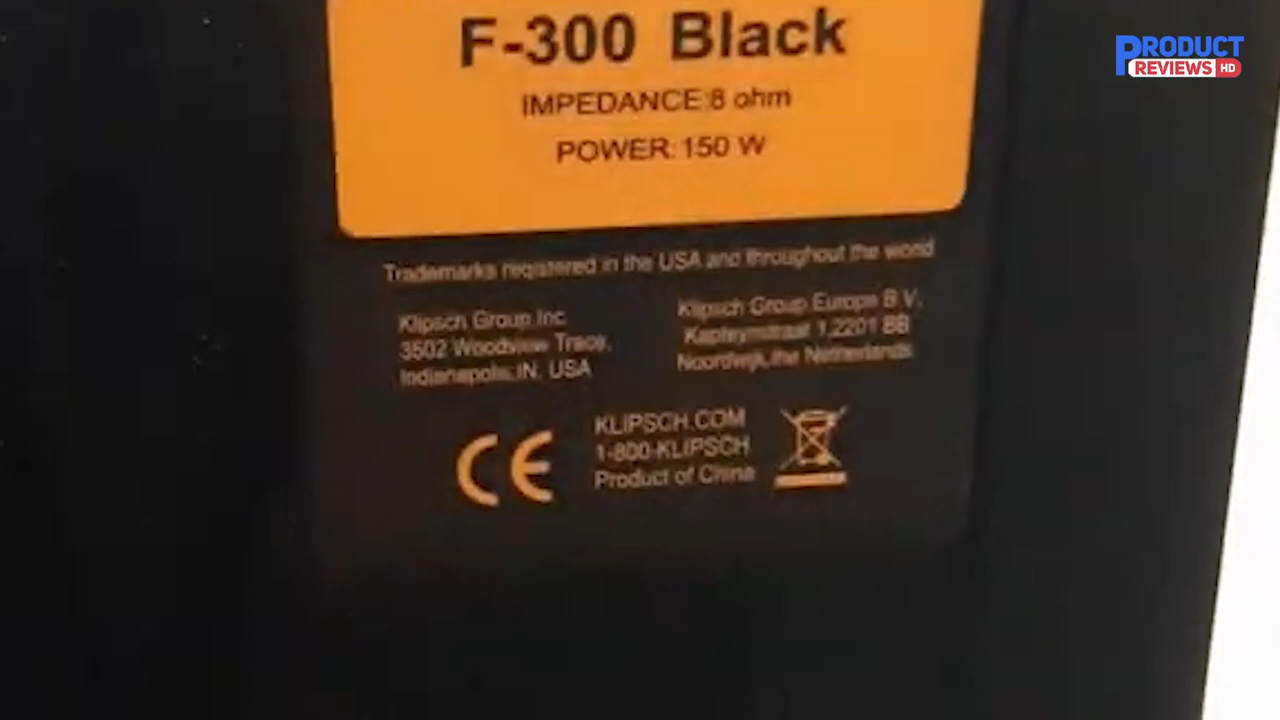 PRODUCT
REVIEWS HD
F-300 Black
IMPEDANCE:8 ohm
POWER:150 W
Trademarks registered in the USA and throughout the world
Klipsch Group Inc.
3502 Woodview Trace,
Indianapolis, IN. USA
Klipsch Group Europe B.V.
1,2201 BB
Noordwijk,the Netherlands
CE
KLIPSCH.COM
1-800-KLIPSCH
Product of China